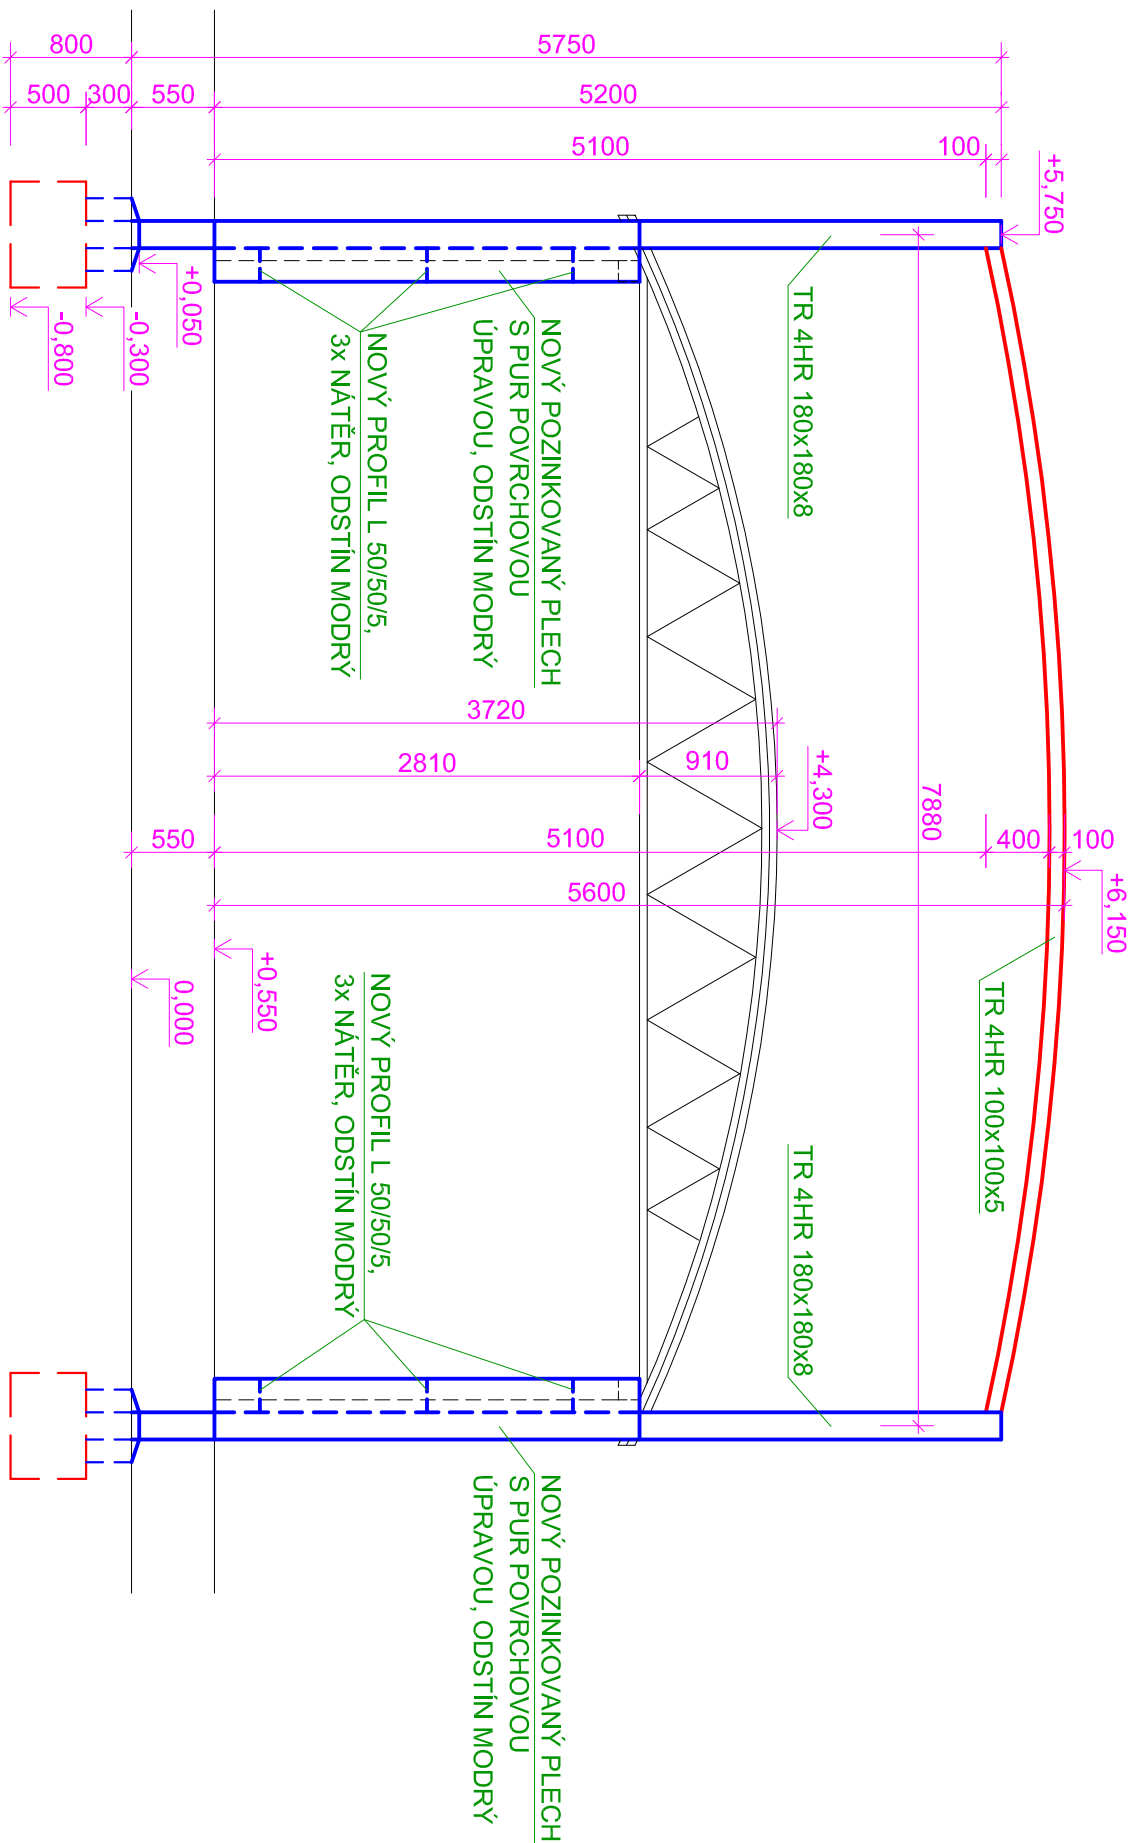 800
5750
500
300
550
5200
5100
100
+5,750
+0,050
-0,300
-0,800
TR 4HR 180x180x8
NOVÝ POZINKOVANÝ PLECH
S PUR POVRCHOVOU
ÚPRAVOU, ODSTÍN MODRÝ
NOVÝ PROFIL L 50/50/5,
3x NÁTĚR, ODSTÍN MODRÝ
3720
2810
910
+4,300
7880
550
5100
400
100
5600
+6,150
+0,550
0,000
TR 4HR 100x100x5
NOVÝ PROFIL L 50/50/5,
3x NÁTĚR, ODSTÍN MODRÝ
TR 4HR 180x180x8
NOVÝ POZINKOVANÝ PLECH
S PUR POVRCHOVOU
ÚPRAVOU, ODSTÍN MODRÝ